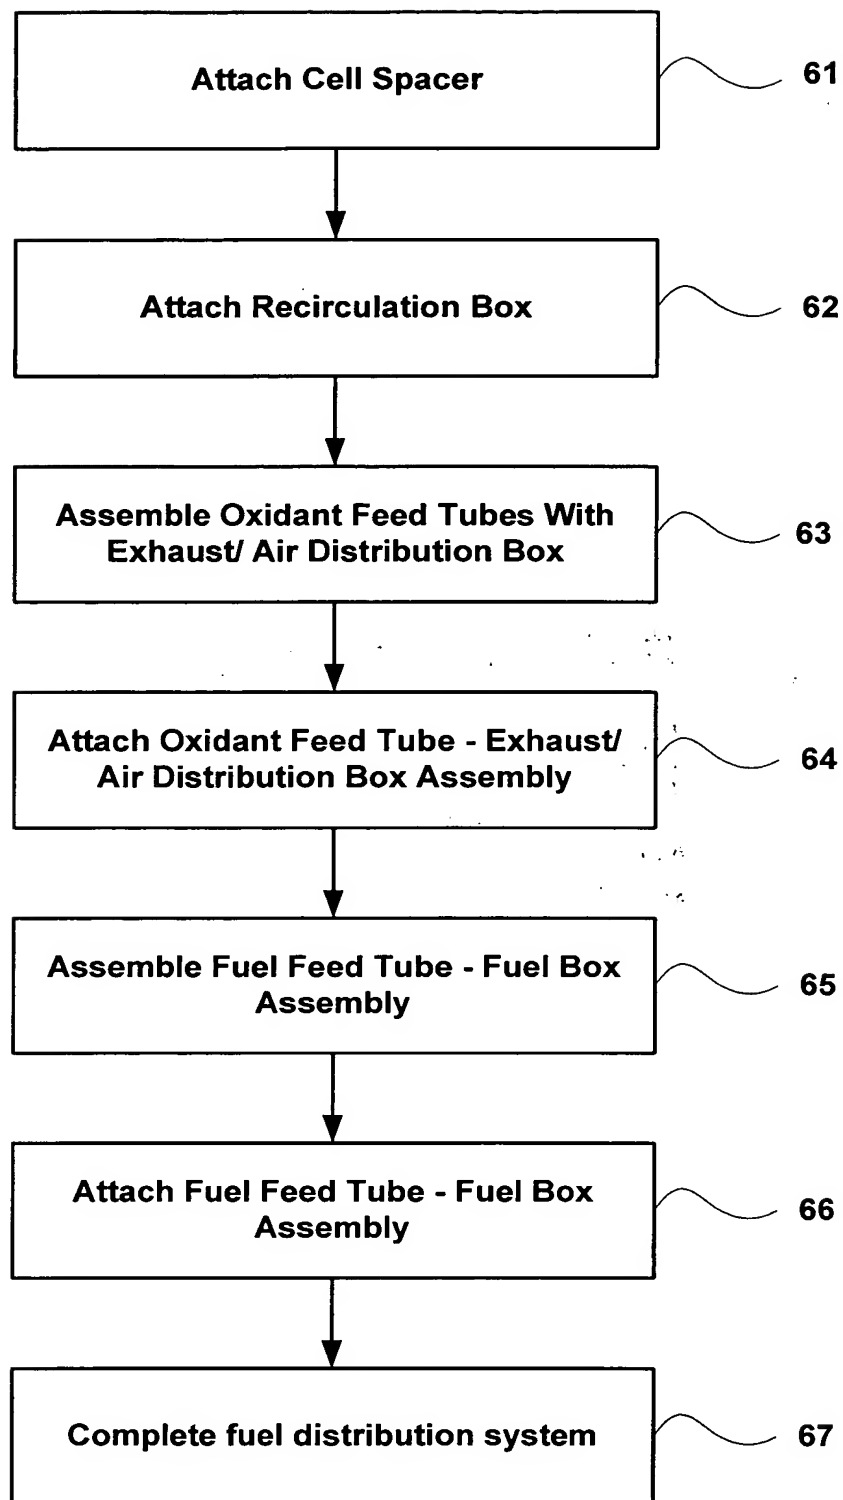 Attach Cell Spacer
61
Attach Recirculation Box
62
Assemble Oxidant Feed Tubes With
Exhaust/ Air Distribution Box
63
Attach Oxidant Feed Tube - Exhaust/
Air Distribution Box Assembly
64
Assemble Fuel Feed Tube - Fuel Box
Assembly
65
Attach Fuel Feed Tube - Fuel Box
Assembly
66
Complete fuel distribution system
67